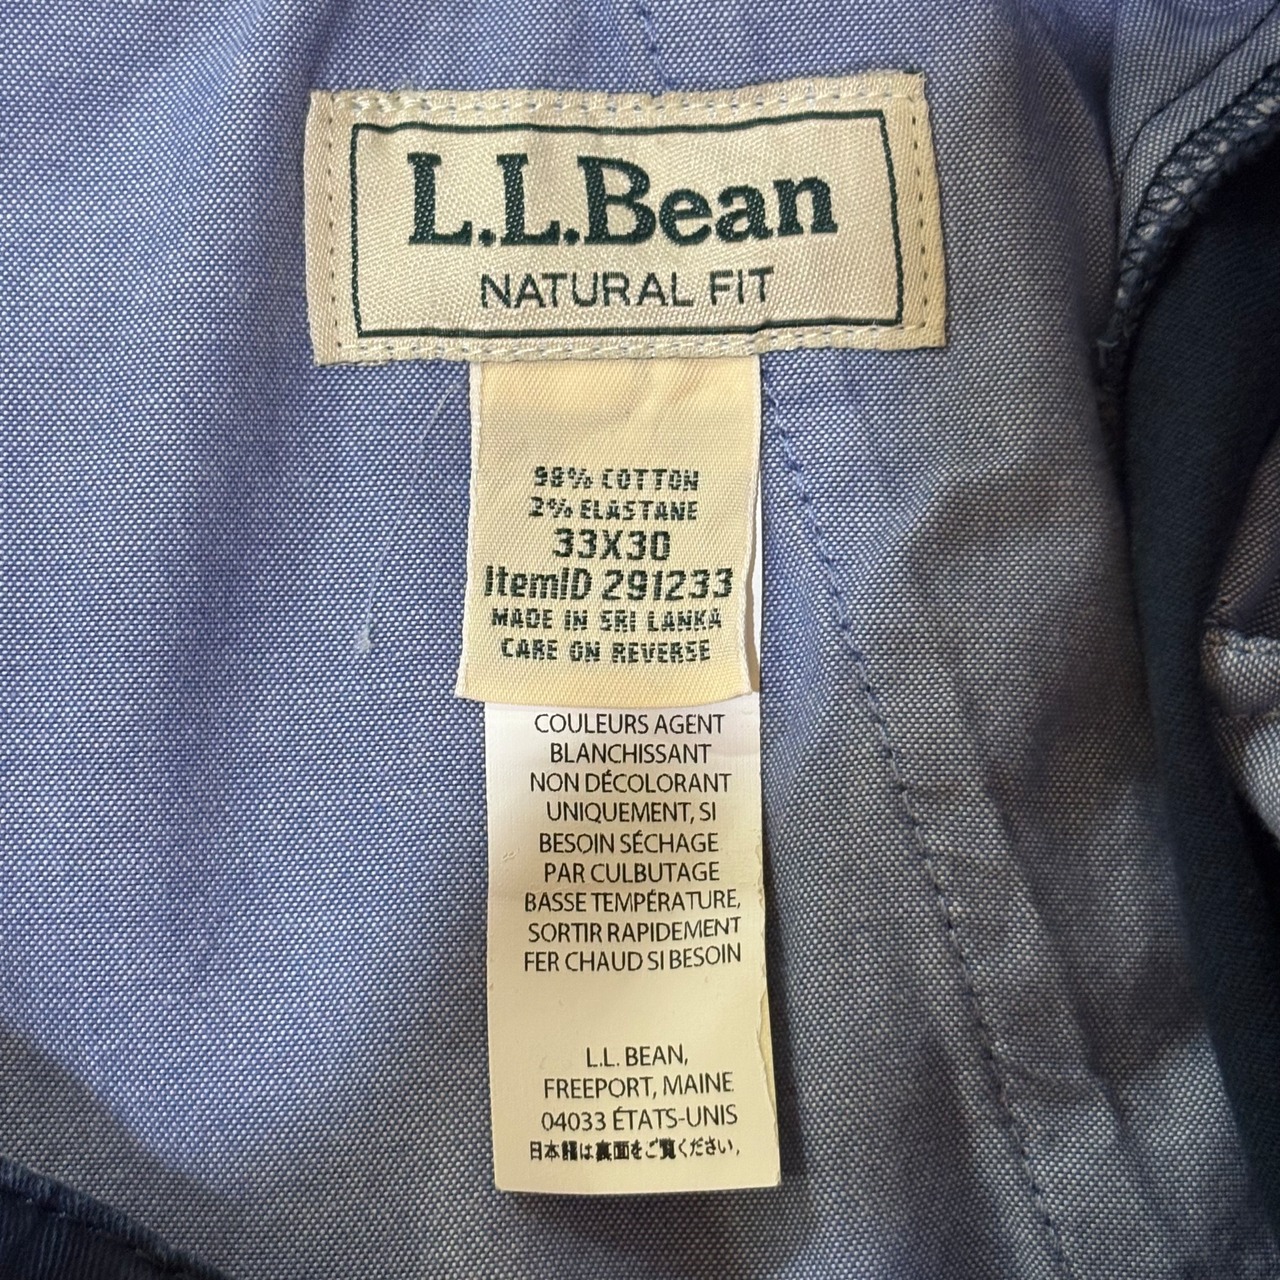 L.L.Bean
NATURAL FIT
98% COTTON
2% ELASTANE
33X30
ItemID 291233
MADE IN SRI LANKA
CARE ON REVERSE
COULEURS AGENT
BLANCHISSANT
NON DÉCOLORANT
UNIQUEMENT, SI
BESOIN SÉCHAGE
PAR CULBUTAGE
BASSE TEMPÉRATURE,
SORTIR RAPIDEMENT
FER CHAUD SI BESOIN
L.L. BEAN,
FREEPORT, MAINE
04033 ÉTATS-UNIS
日本語は裏面をご覧ください。